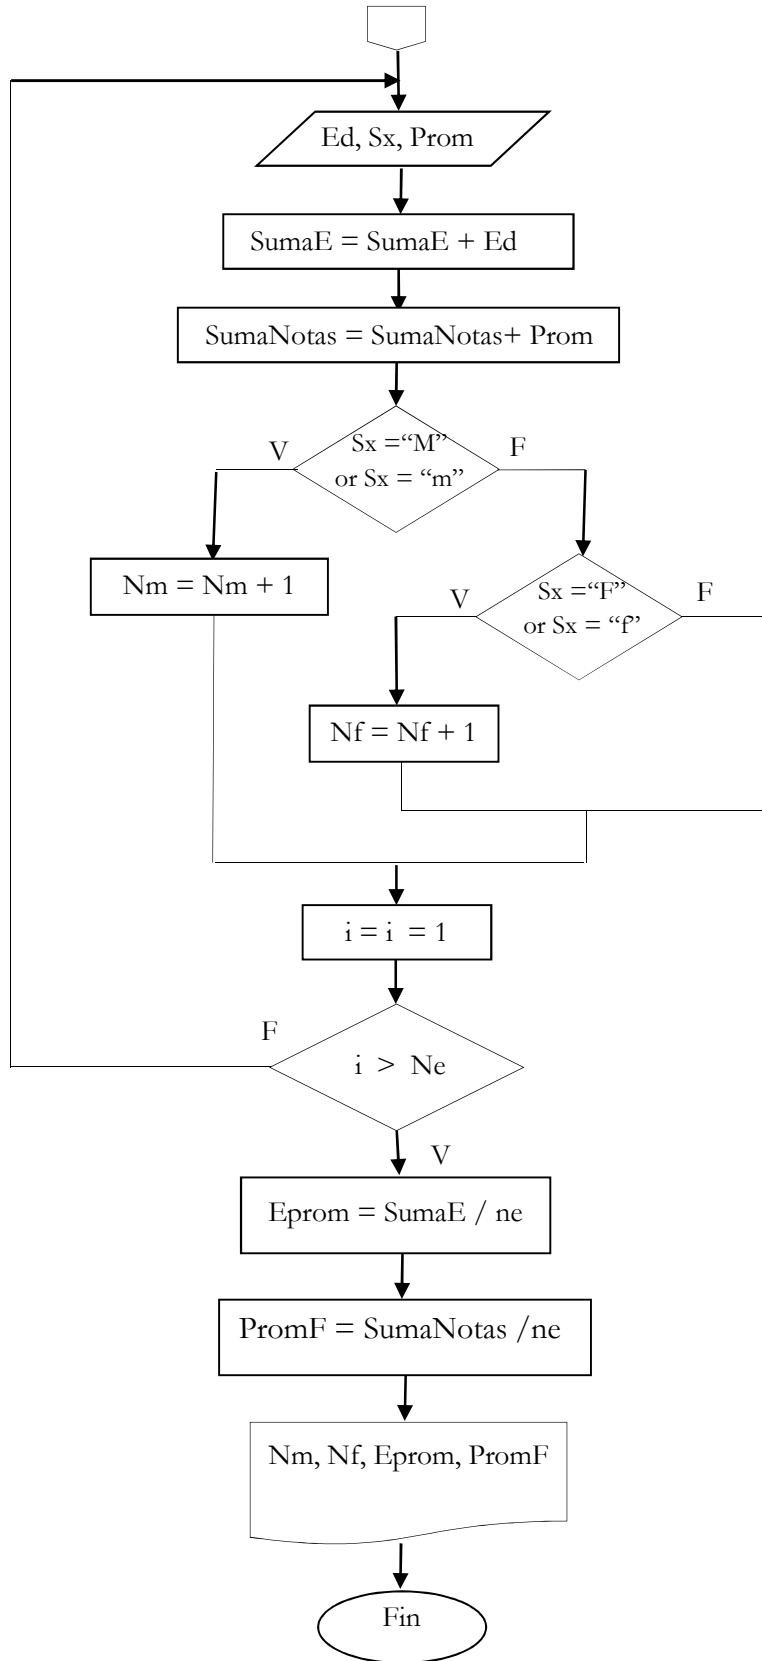 Ed, Sx, Prom
SumaE = SumaE + Ed
SumaNotas = SumaNotas+ Prom
V
Sx =“M”
or Sx = “m”
F
Nm = Nm + 1
V
Sx =“F”
or Sx = “f”
F
Nf = Nf + 1
i = i = 1
F
i > Ne
V
Eprom = SumaE / ne
PromF = SumaNotas /ne
Nm, Nf, Eprom, PromF
Fin